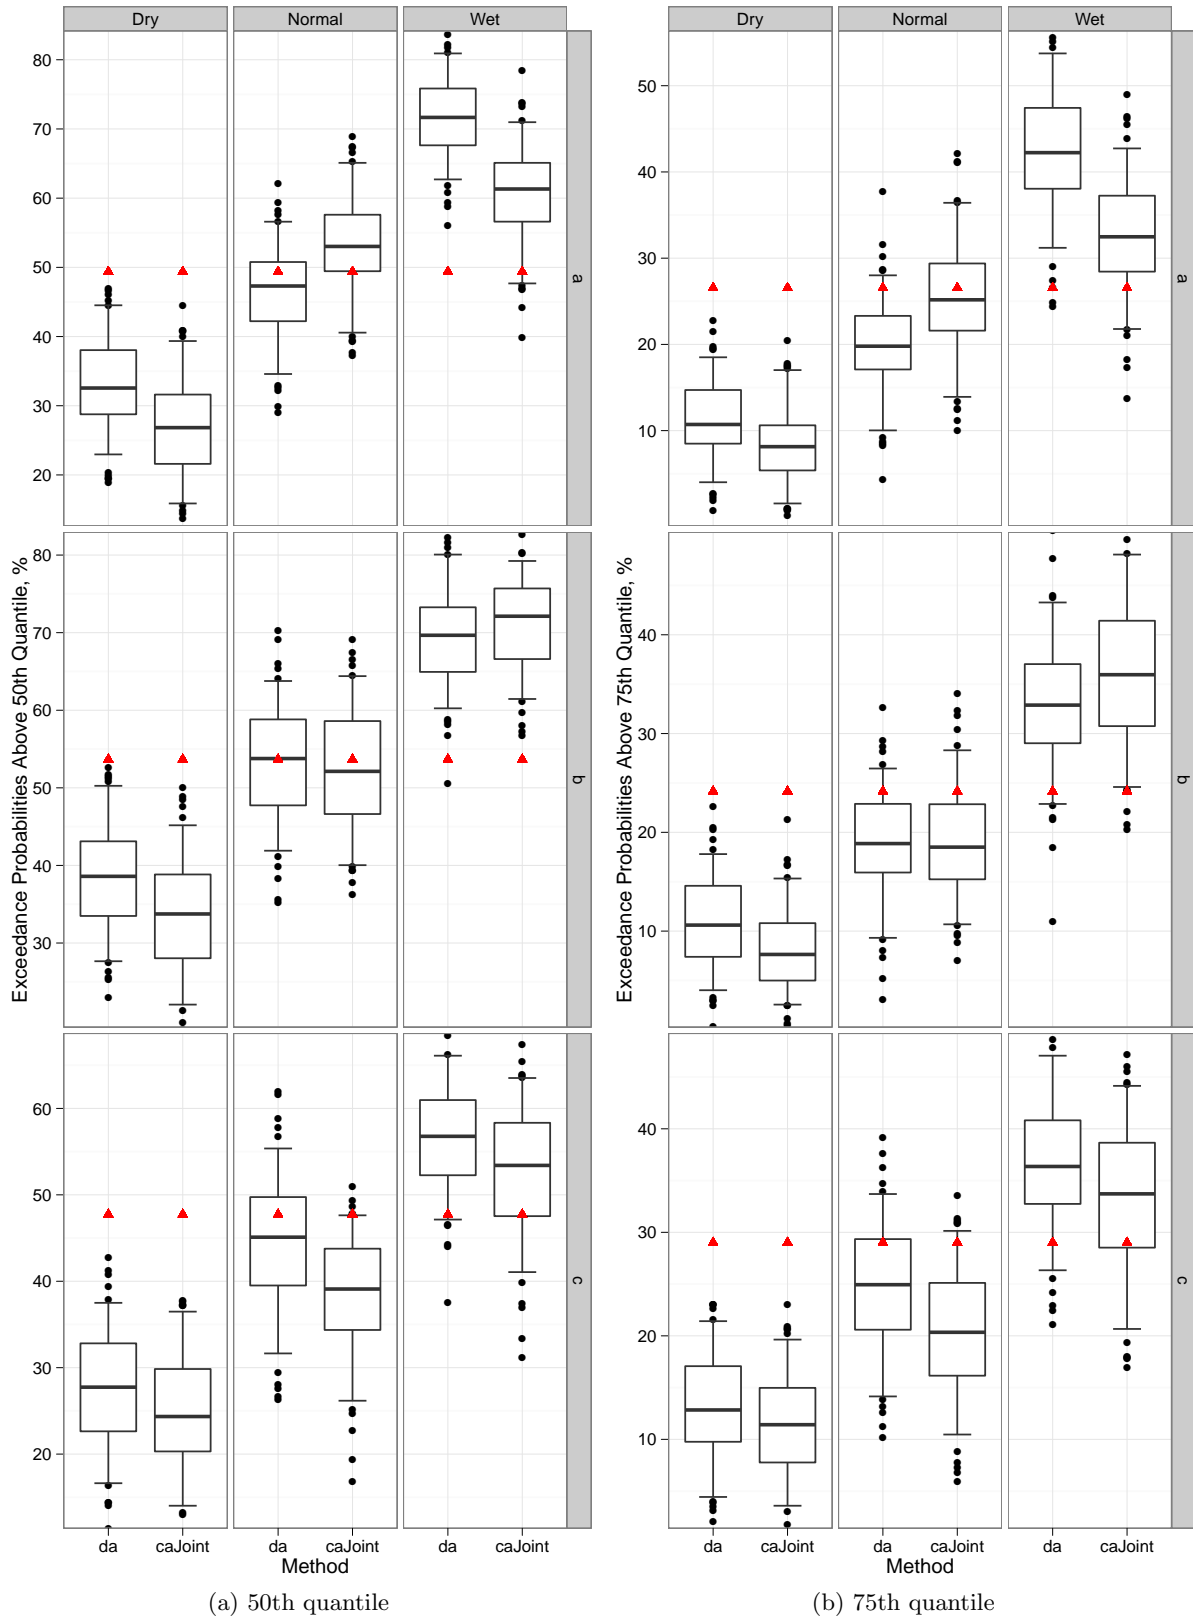 Dry Normal Wet
80
70
60
50
40
30
20
a
80
70
60
50
40
30
b
60
50
40
30
20
c
Exceedance Probabilities Above 50th Quantile, %
da caJoint da caJoint da caJoint
Method
(a) 50th quantile
Dry Normal Wet
50
40
30
20
10
a
40
30
20
10
b
40
30
20
10
c
Exceedance Probabilities Above 75th Quantile, %
da caJoint da caJoint da caJoint
Method
(b) 75th quantile